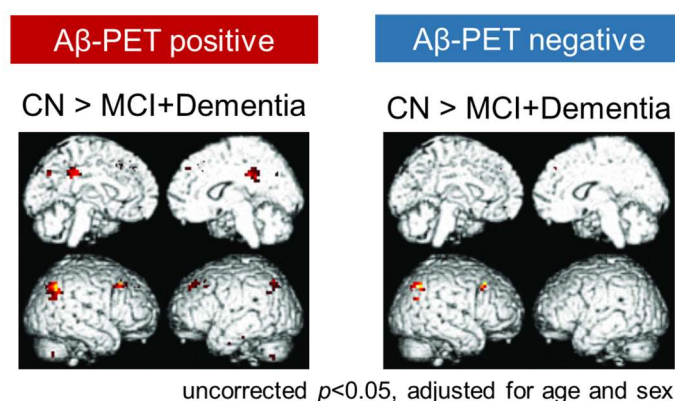 Aβ-PET positive
Aβ-PET negative
CN > MCI+Dementia
CN > MCI+Dementia
uncorrected p<0.05, adjusted for age and sex